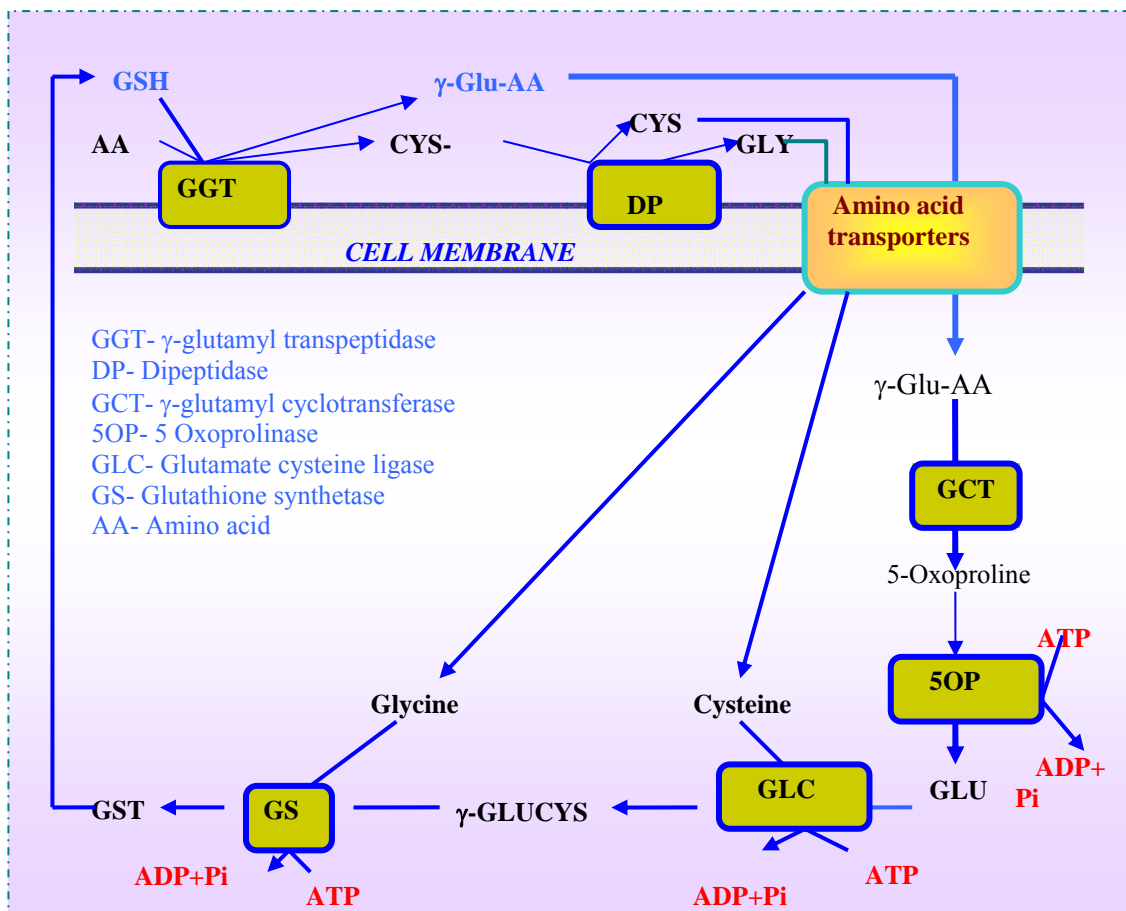 GSH
γ-Glu-AA
AA
CYS-
CYS
GLY
GGT
DP
Amino acid
transporters
CELL MEMBRANE
GGT- γ-glutamyl transpeptidase
DP- Dipeptidase
GCT- γ-glutamyl cyclotransferase
5OP- 5 Oxoprolinase
GLC- Glutamate cysteine ligase
GS- Glutathione synthetase
AA- Amino acid
γ-Glu-AA
GCT
5-Oxoproline
ATP
5OP
ADP+
Pi
Glycine
Cysteine
GLU
GLC
γ-GLUCYS
GS
GST
ADP+Pi
ATP
ADP+Pi
ATP